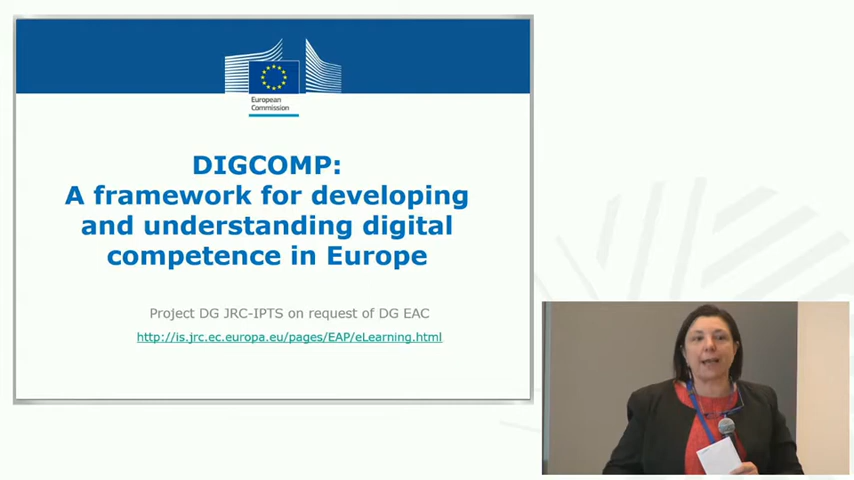 European
Commission
DIGCOMP:
A framework for developing
and understanding digital
competence in Europe
Project DG JRC-IPTS on request of DG EAC
http://is.jrc.ec.europa.eu/pages/EAP/eLearning.html